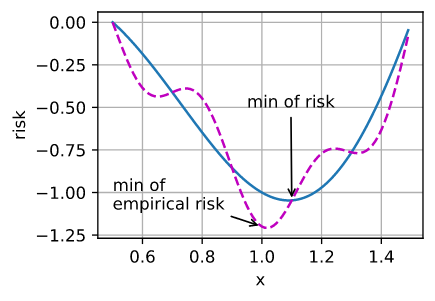 0.00
−0.25
−0.50
−0.75
−1.00
−1.25
risk
min of risk
min of
empirical risk
0.6 0.8 1.0 1.2 1.4
x